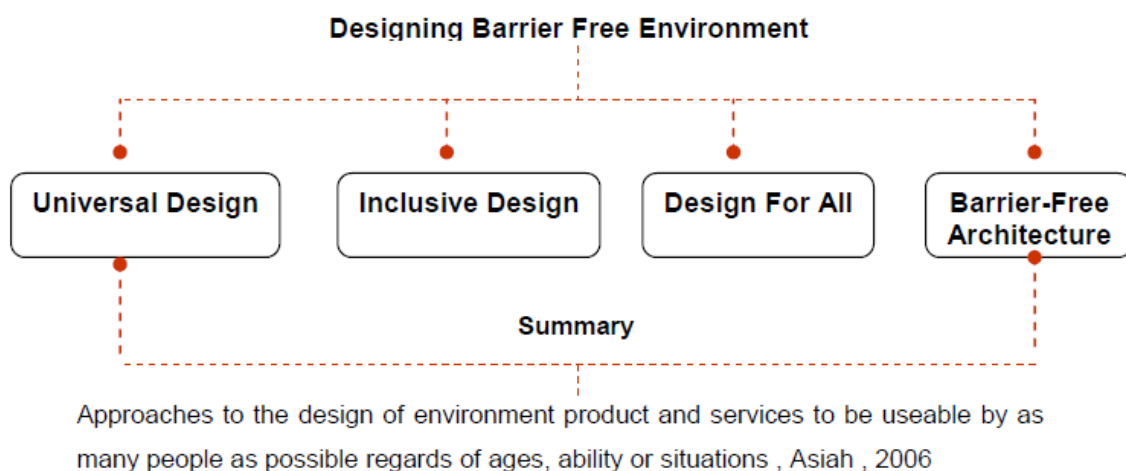 Designing Barrier Free Environment
Universal Design
Inclusive Design
Design For All
Barrier-Free
Architecture
Summary
Approaches to the design of environment product and services to be useable by as
many people as possible regards of ages, ability or situations , Asiah , 2006